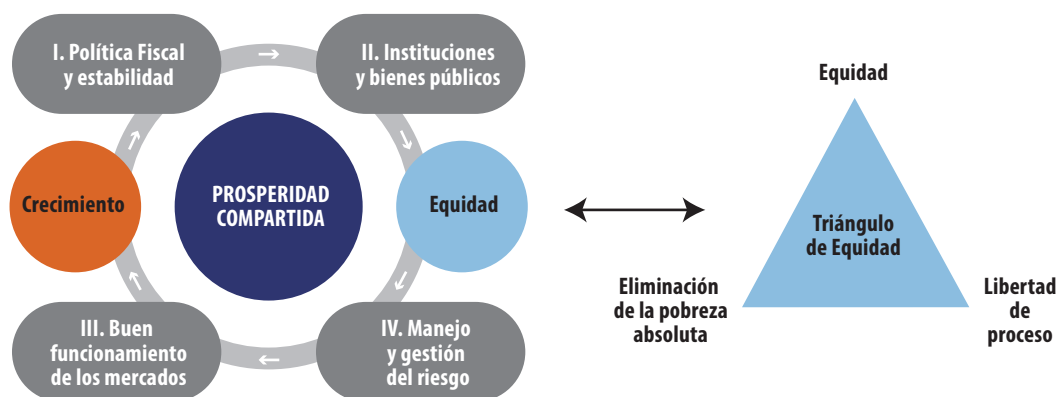 I. Política Fiscal
y estabilidad
II. Instituciones
y bienes públicos
Crecimiento
PROSPERIDAD
COMPARTIDA
Equidad
III. Buen
funcionamiento
de los mercados
IV. Manejo
y gestión
del riesgo
Equidad
Triángulo
de Equidad
Eliminación
de la pobreza
absoluta
Libertad
de
proceso